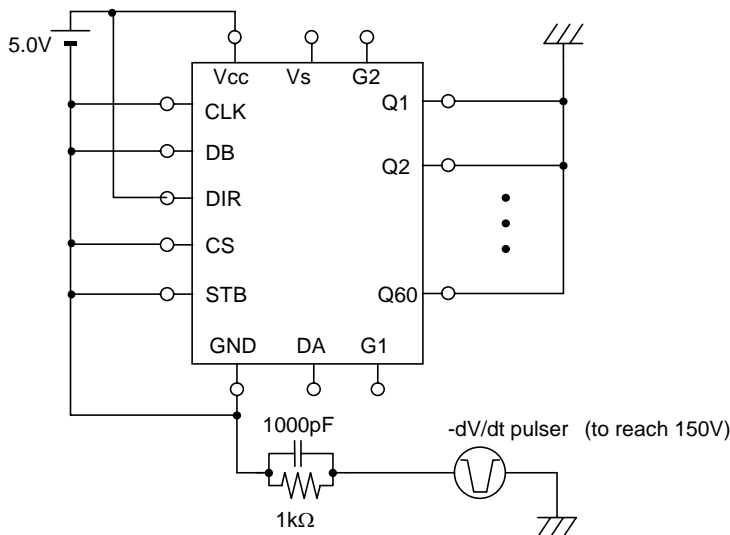 5.0V
Vcc
Vs
G2
CLK
Q1
DB
Q2
DIR
CS
STB
Q60
GND
DA
G1
1000pF
-dV/dt pulser (to reach 150V)
1kΩ